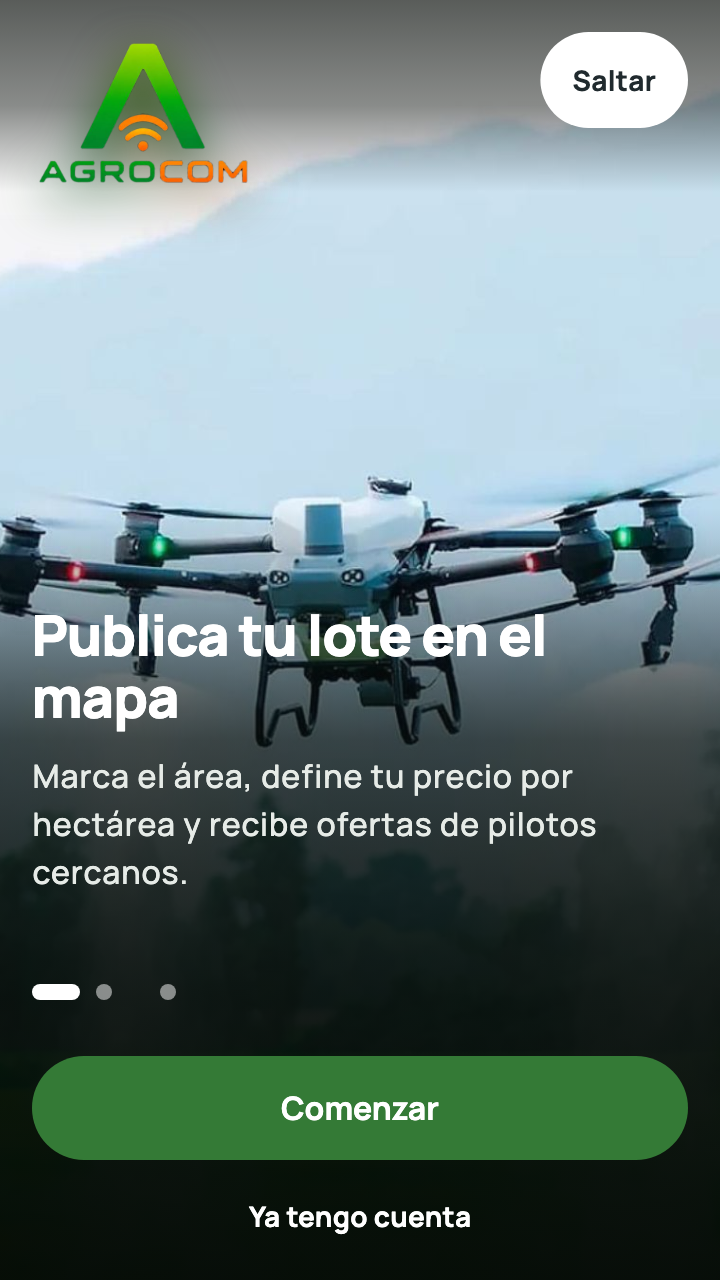 AGROCOM
Saltar
Publica tu lote en el
mapa
Marca el área, define tu precio por
hectárea y recibe ofertas de pilotos
cercanos.
Comenzar
Ya tengo cuenta